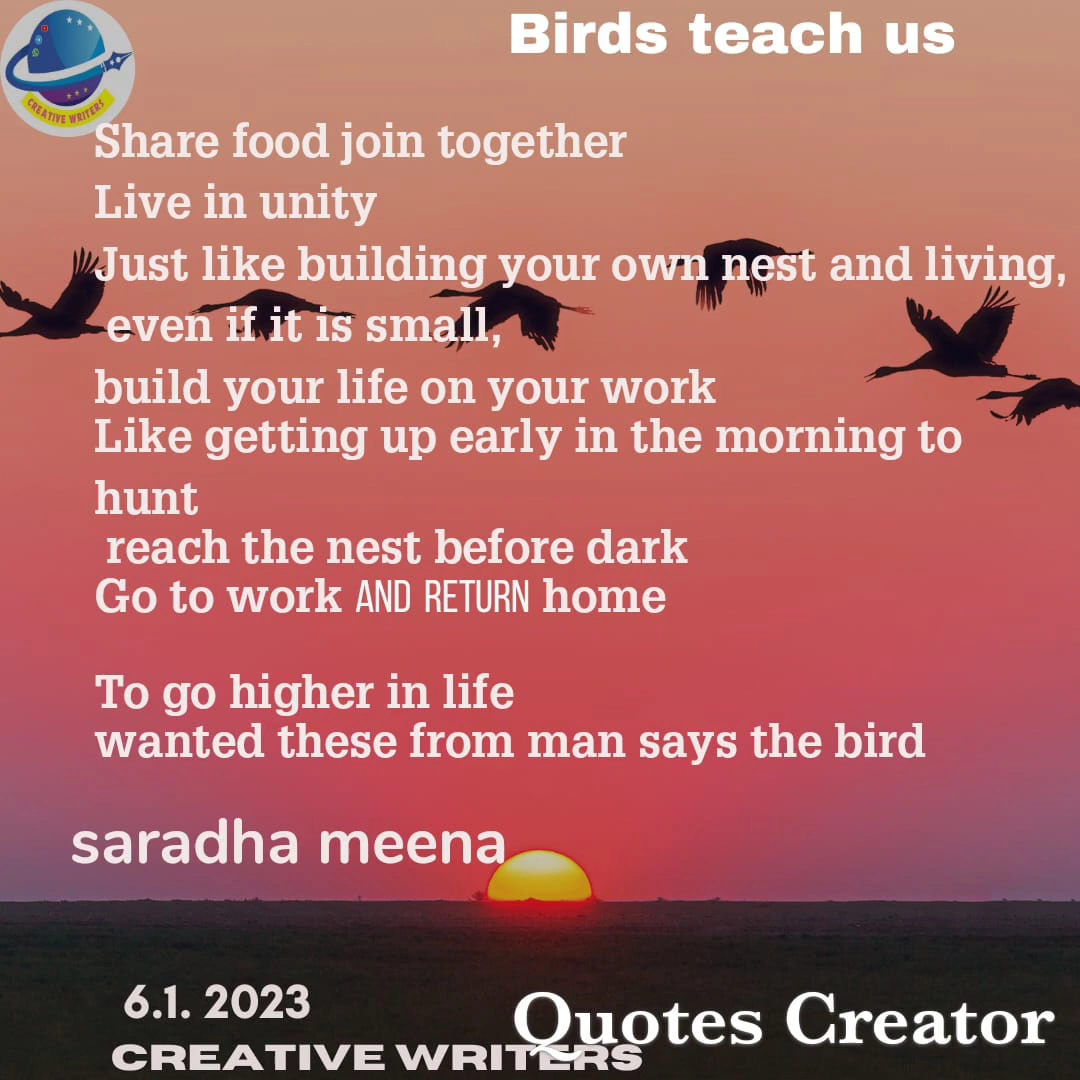 Birds teach us
CREATIVE WRITERS
Share food join together
Live in unity
Just like building your own nest and living,
even if it is small,
build your life on your work
Like getting up early in the morning to
hunt
reach the nest before dark
Go to work AND RETURN home
To go higher in life
wanted these from man says the bird
saradha meena
6.1. 2023
Quotes Creator
CREATIVE WRITERS